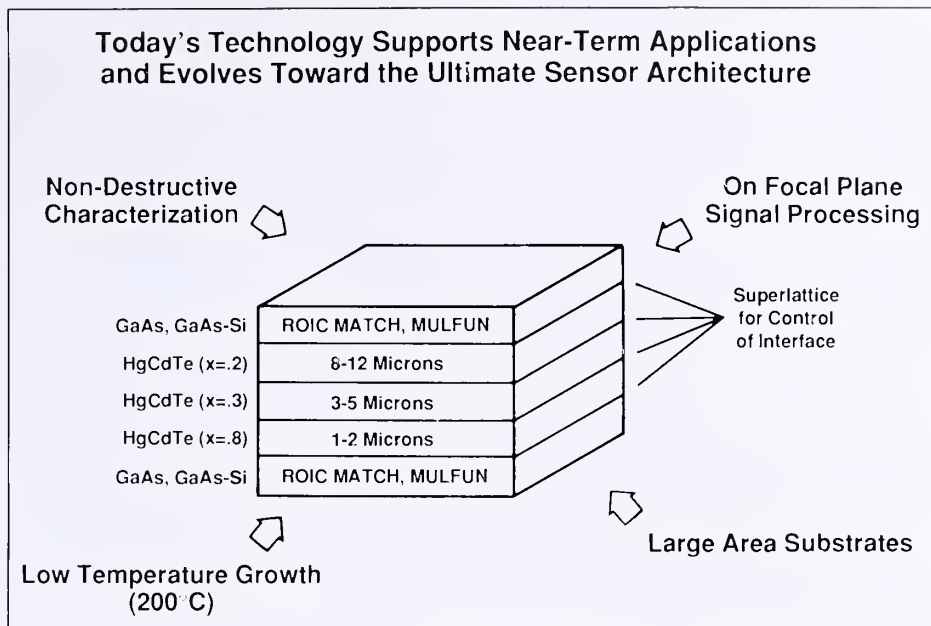 Today's Technology Supports Near-Term Applications
and Evolves Toward the Ultimate Sensor Architecture
Non-Destructive
Characterization
On Focal Plane
Signal Processing
Superlattice
for Control
of Interface
GaAs, GaAs-Si
ROIC MATCH, MULFUN
HgCdTe (x=.2)
8-12 Microns
HgCdTe (x=.3)
3-5 Microns
HgCdTe (x=.8)
1-2 Microns
GaAs, GaAs-Si
ROIC MATCH, MULFUN
Large Area Substrates
Low Temperature Growth
(200°C)